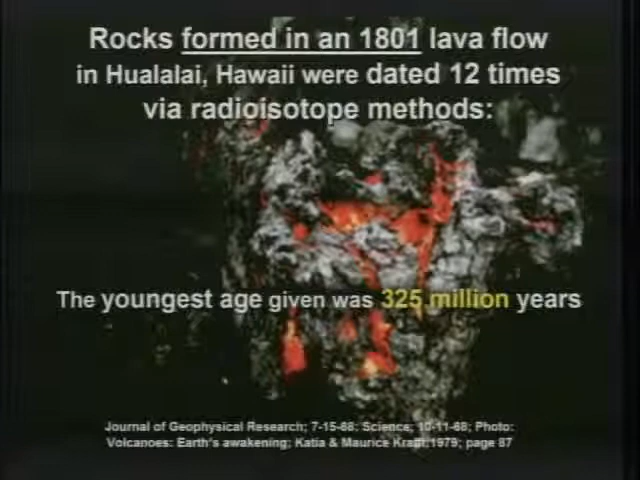 Rocks formed in an 1801 lava flow
in Hualalai, Hawaii were dated 12 times
via radioisotope methods:
The youngest age given was 325 million years
Journal of Geophysical Research; 7-15-68: Science; 10-11-68; Photo:
Volcanoes: Earth's awakening; Katia & Maurice Krafft;1979; page 87